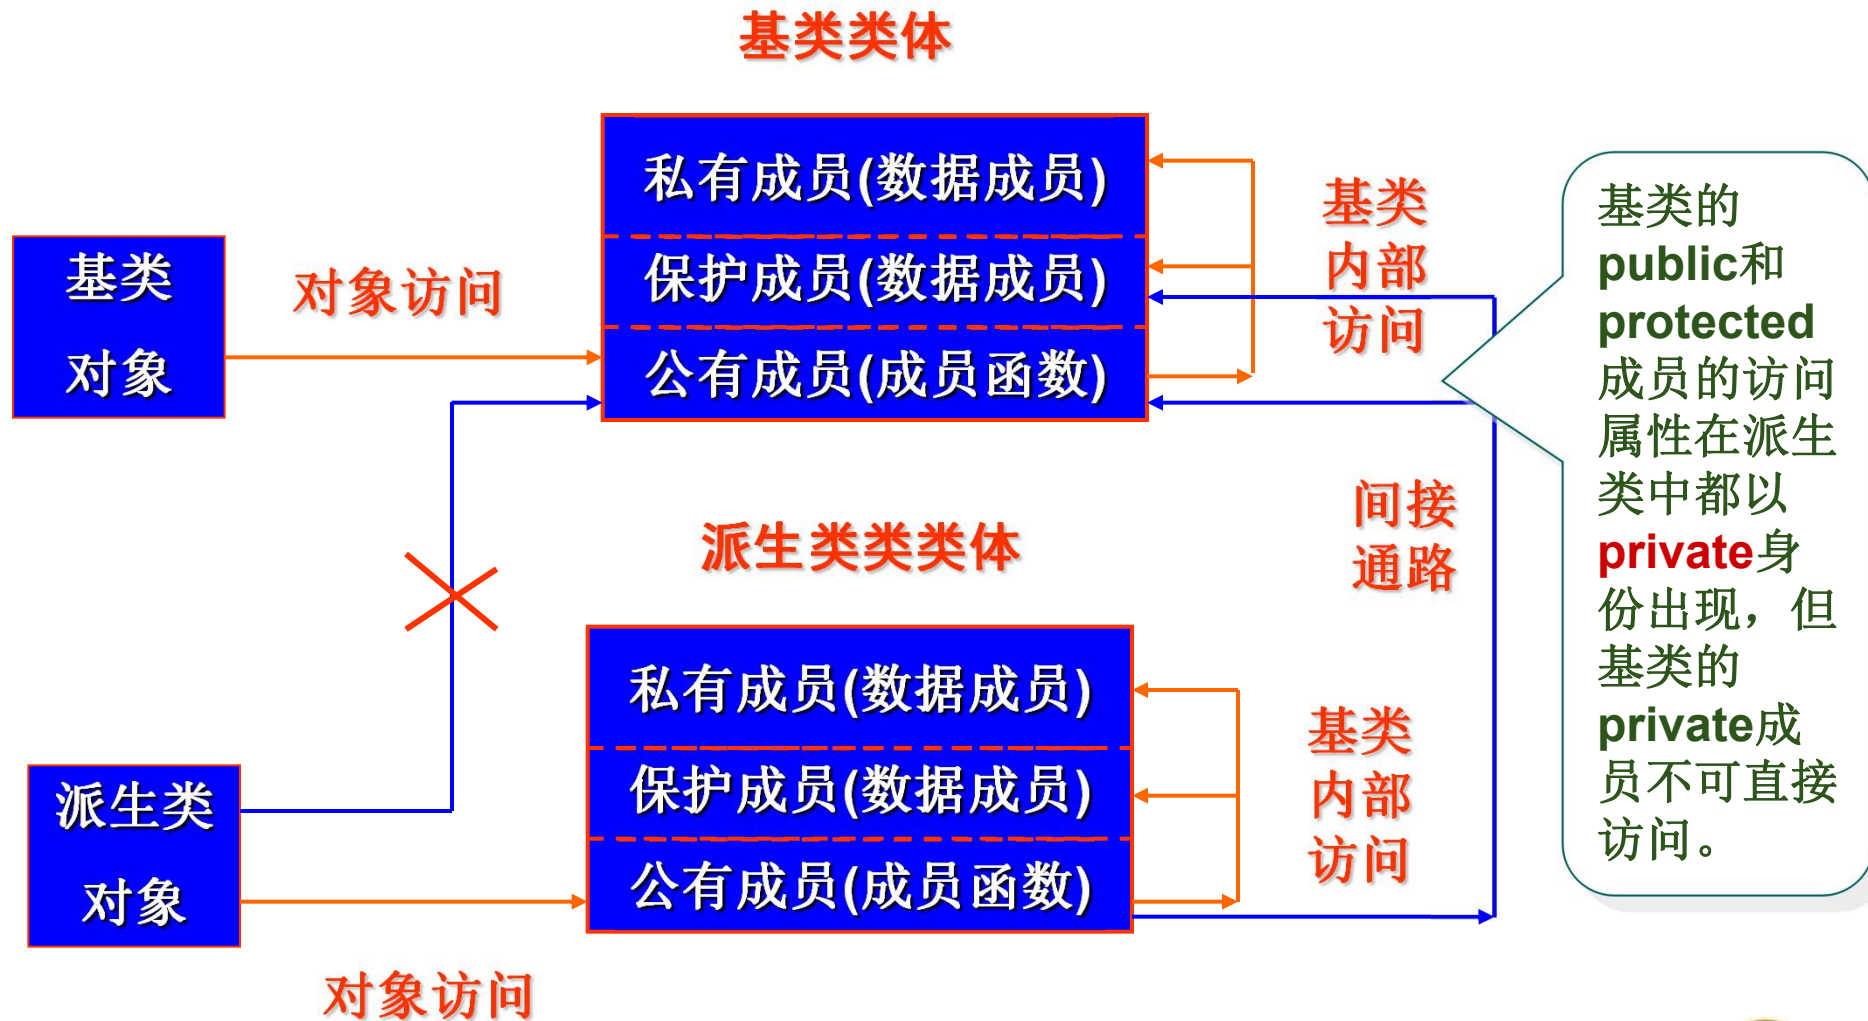 基类类体
私有成员(数据成员)
保护成员(数据成员)
公有成员(成员函数)
基类
对象
对象访问
基类
内部
访问
派生类类类体
间接
通路
私有成员(数据成员)
保护成员(数据成员)
公有成员(成员函数)
派生类
对象
对象访问
基类
内部
访问
基类的
public和
protected
成员的访问
属性在派生
类中都以
private身
份出现，但
基类的
private成
员不可直接
访问。